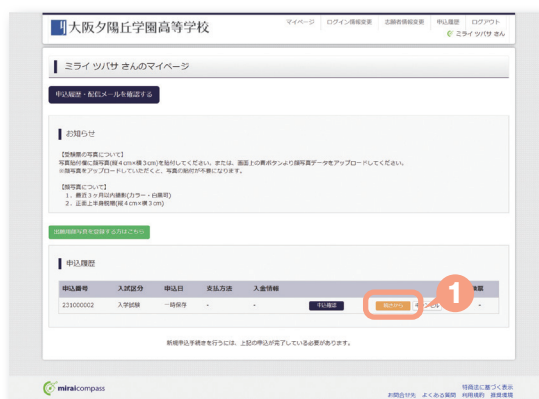 大阪夕陽丘学園高等学校
マイページ ログイン情報変更 志願者情報変更 申込履歴 ログアウト
ミライ ツバサ さん
ミライ ツバサ さんのマイページ
申込履歴・配信メールを確認する
お知らせ
【受験票の写真について】
写真貼付欄に顔写真(縦4cm×横3cm)を貼付してください。または、画面上の青ボタンより顔写真データをアップロードしてください。
※顔写真をアップロードしていただくと、写真の貼付が不要になります。
【顔写真について】
1. 最近3ヶ月以内撮影(カラー・白黒可)
2. 正面上半身脱帽(縦4cm×横3cm)
出願用顔写真を登録する方はこちら
申込履歴
申込番号 入試区分 申込日 支払方法 入金情報
231000002 入学試験 一時保存 - - 申込確認 続きから -
1
新規申込手続きを行うには、上記の申込が完了している必要があります。
miraicompass
特商法に基づく表示
お問合せ先 よくある質問 利用規約 推奨環境